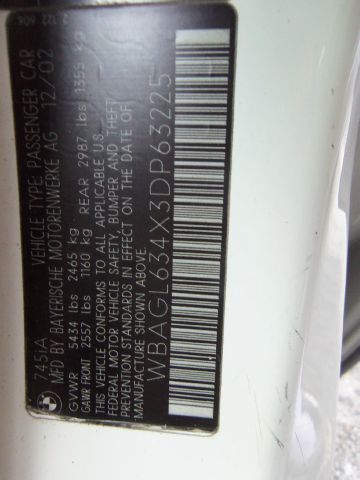 745iA VEHICLE TYPE: PASSENGER CAR
MFD BY BAYERISCHE MOTORENWERKE AG 12/02
GVWR 5434 lbs 2465 kg
GAWR FRONT 2557 lbs 1160 kg REAR 2987 lbs 1355 kg
THIS VEHICLE CONFORMS TO ALL APPLICABLE U.S.
FEDERAL MOTOR VEHICLE SAFETY, BUMPER AND THEFT
PREVENTION STANDARDS IN EFFECT ON THE DATE OF
MANUFACTURE SHOWN ABOVE.
WBAGL634X3DP63225